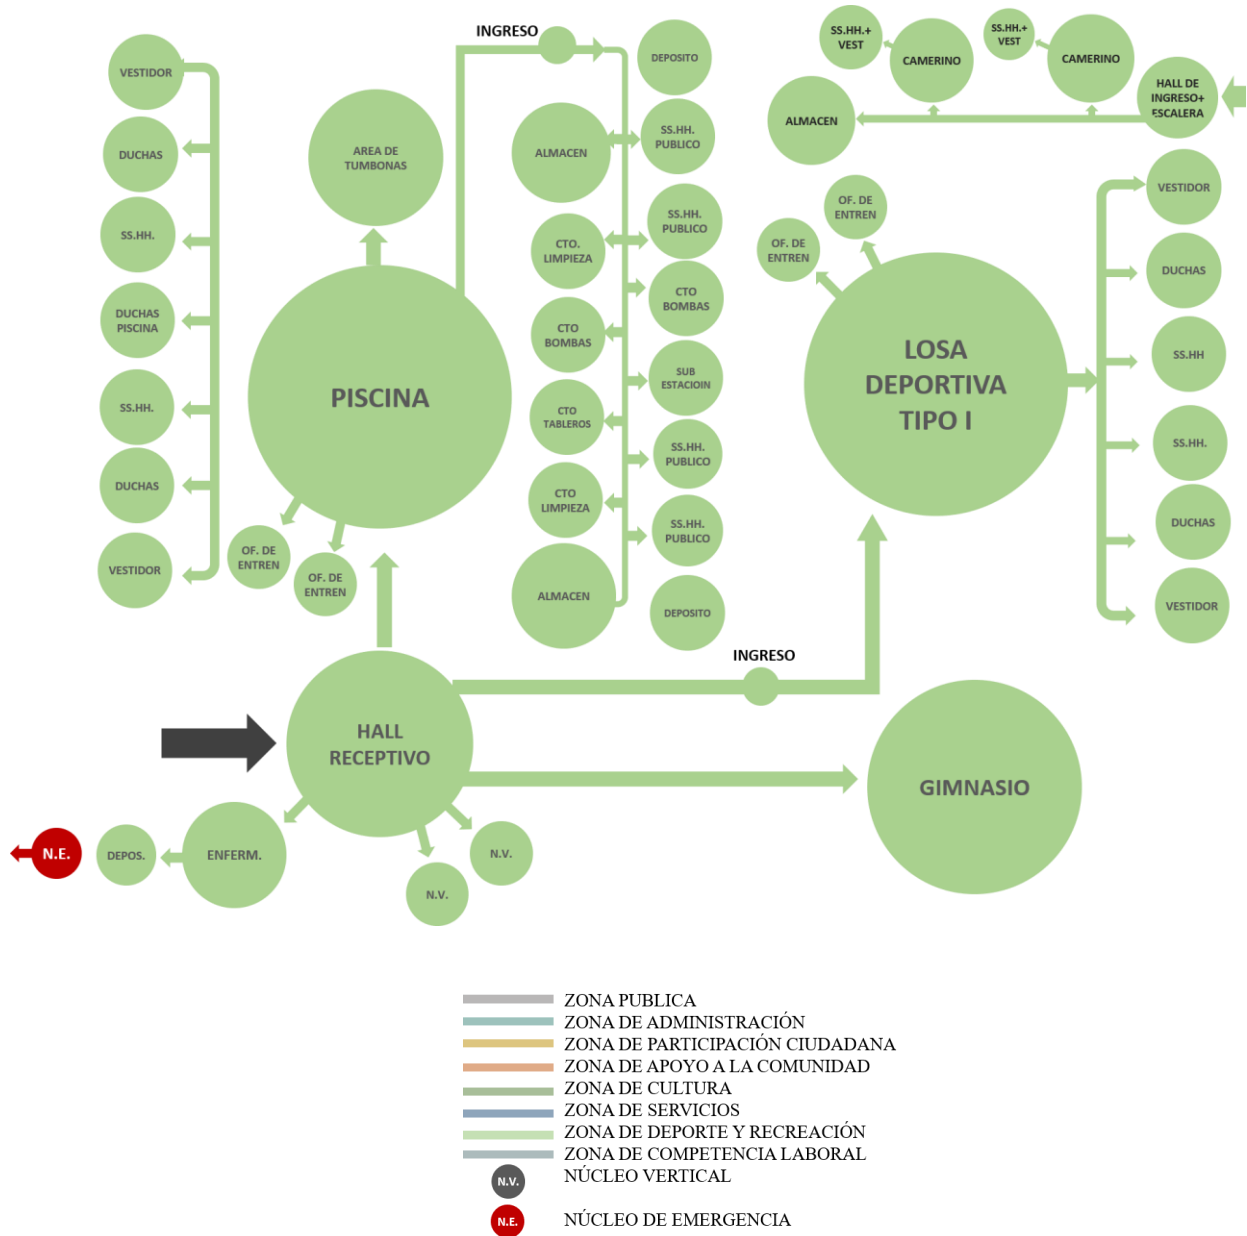 INGRESO
SS.HH.+
VEST
SS.HH.+
VEST
CAMERINO
CAMERINO
HALL DE
INGRESO+
ESCALERA
ALMACEN
VESTIDOR
DUCHAS
SS.HH.
DUCHAS
PISCINA
SS.HH.
DUCHAS
VESTIDOR
AREA DE
TUMBONAS
PISCINA
OF. DE
ENTREN
OF. DE
ENTREN
ALMACEN
CTO.
LIMPIEZA
CTO
BOMBAS
CTO
TABLEROS
CTO
LIMPIEZA
ALMACEN
DEPOSITO
SS.HH.
PUBLICO
SS.HH.
PUBLICO
CTO
BOMBAS
SUB
ESTACIOIN
SS.HH.
PUBLICO
SS.HH.
PUBLICO
DEPOSITO
OF. DE
ENTREN
OF. DE
ENTREN
LOSA
DEPORTIVA
TIPO I
VESTIDOR
DUCHAS
SS.HH
SS.HH.
DUCHAS
VESTIDOR
INGRESO
HALL
RECEPTIVO
GIMNASIO
N.E.
DEPOS.
ENFERM.
N.V.
N.V.
ZONA PUBLICA
ZONA DE ADMINISTRACIÓN
ZONA DE PARTICIPACIÓN CIUDADANA
ZONA DE APOYO A LA COMUNIDAD
ZONA DE CULTURA
ZONA DE SERVICIOS
ZONA DE DEPORTE Y RECREACIÓN
ZONA DE COMPETENCIA LABORAL
N.V. NÚCLEO VERTICAL
N.E. NÚCLEO DE EMERGENCIA